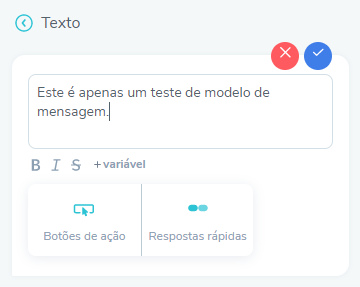 Texto
Este é apenas um teste de modelo de
mensagem.
B I S +variável
Botões de ação Respostas rápidas